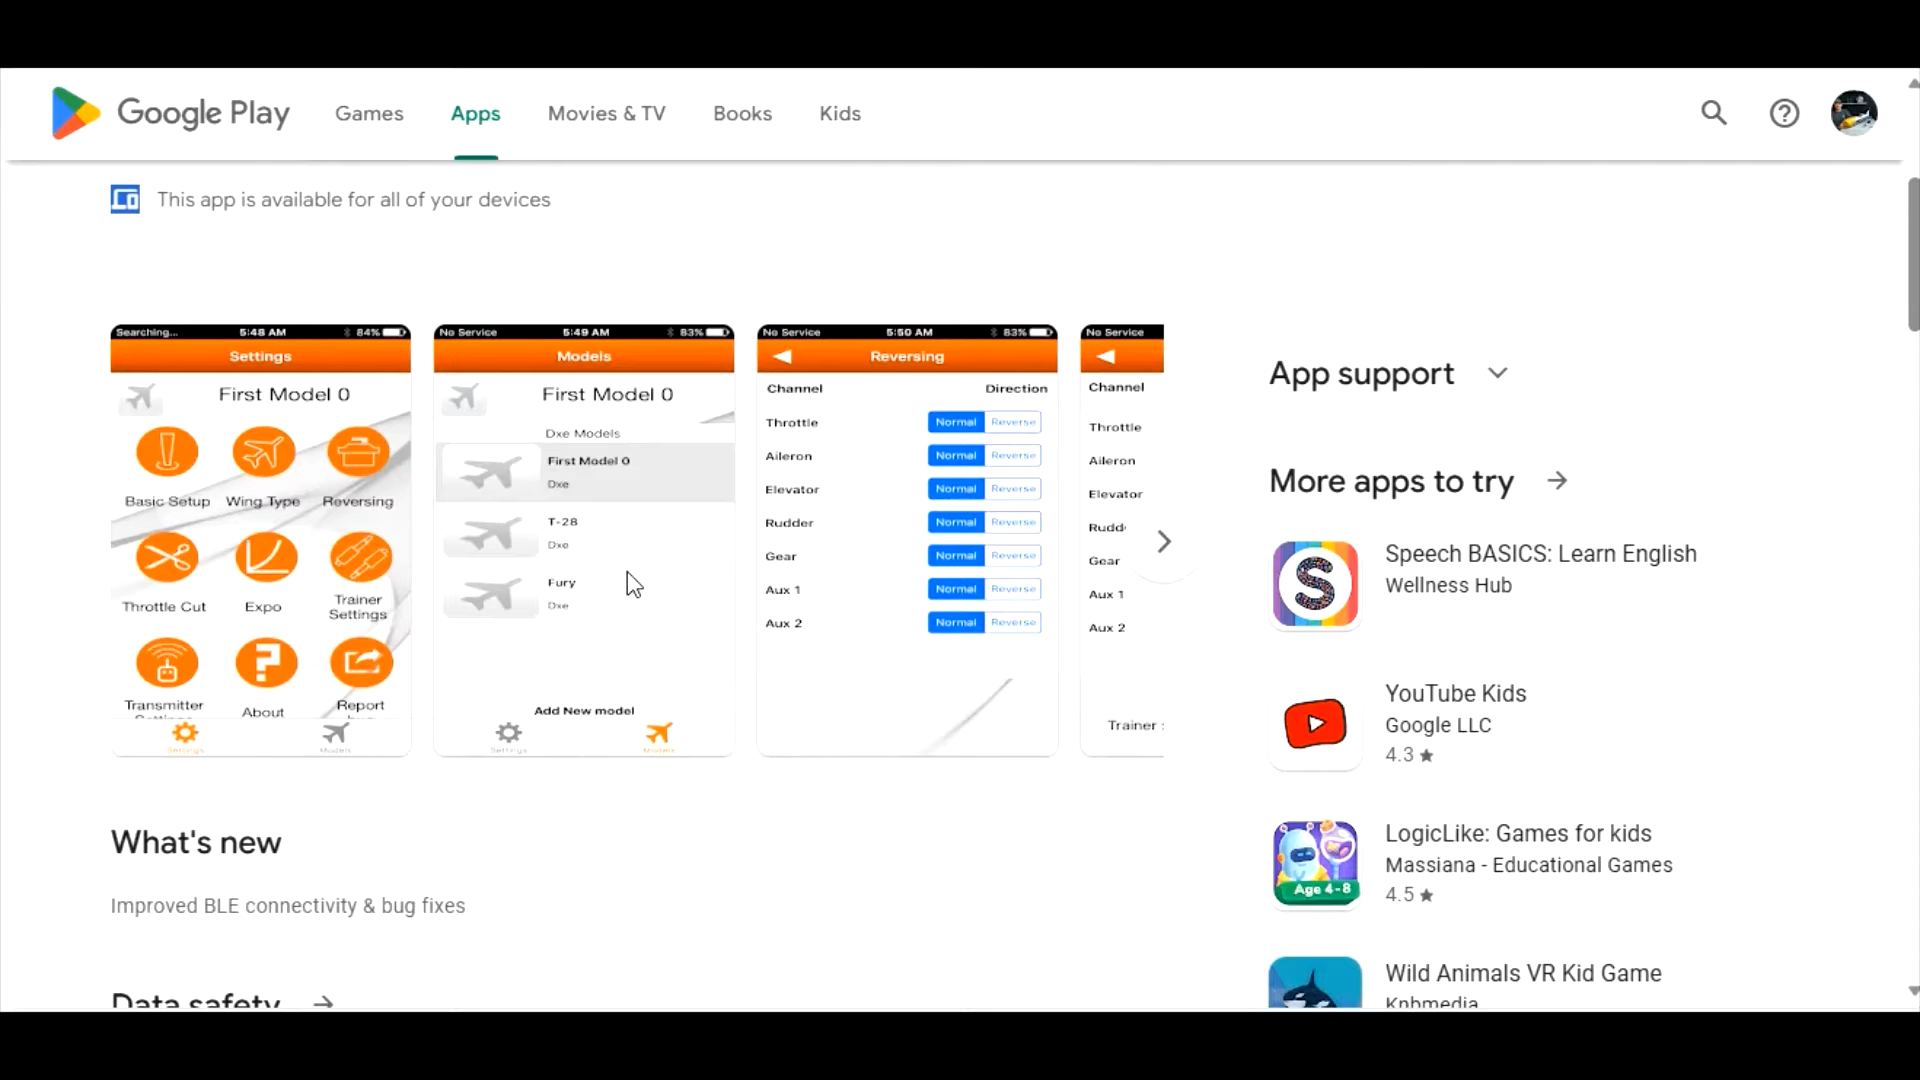 Google Play
Games
Apps
Movies & TV
Books
Kids
This app is available for all of your devices
Searching... 5:48 AM 84%
Settings
First Model 0
Basic Setup Wing Type Reversing
Throttle Cut Expo Trainer Settings
Transmitter About Report
Settings Models
No Service 5:49 AM 83%
Models
First Model 0
Dxe Models
First Model 0
Dxe
T-28
Dxe
Fury
Dxe
Add New model
Settings Models
No Service 5:50 AM 83%
Reversing
Channel Direction
Throttle Normal Reverse
Aileron Normal Reverse
Elevator Normal Reverse
Rudder Normal Reverse
Gear Normal Reverse
Aux 1 Normal Reverse
Aux 2 Normal Reverse
No Service
Channel
Throttle
Aileron
Elevator
Rudd
Gear
Aux 1
Aux 2
Trainer :
What's new
Improved BLE connectivity & bug fixes
Data safety
App support
More apps to try
Speech BASICS: Learn English
Wellness Hub
YouTube Kids
Google LLC
4.3
Age 4-8
LogicLike: Games for kids
Massiana - Educational Games
4.5
Wild Animals VR Kid Game
Knbmedia